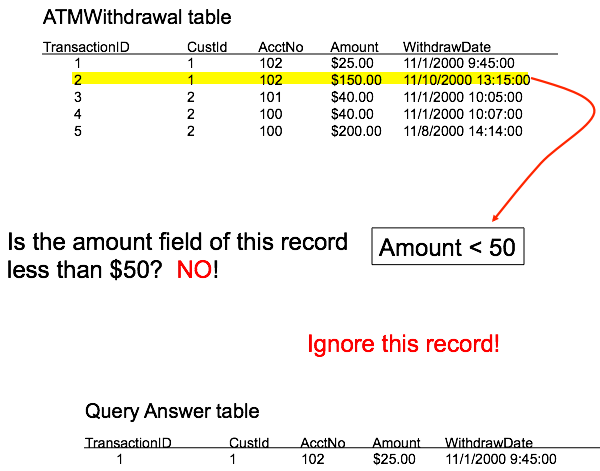 ATMWithdrawal table
TransactionID CustId AcctNo Amount WithdrawDate
1 1 102 $25.00 11/1/2000 9:45:00
2 1 102 $150.00 11/10/2000 13:15:00
3 2 101 $40.00 11/1/2000 10:05:00
4 2 100 $40.00 11/1/2000 10:07:00
5 2 100 $200.00 11/8/2000 14:14:00
Is the amount field of this record
less than $50? NO!
Amount < 50
Ignore this record!
Query Answer table
TransactionID CustId AcctNo Amount WithdrawDate
1 1 102 $25.00 11/1/2000 9:45:00